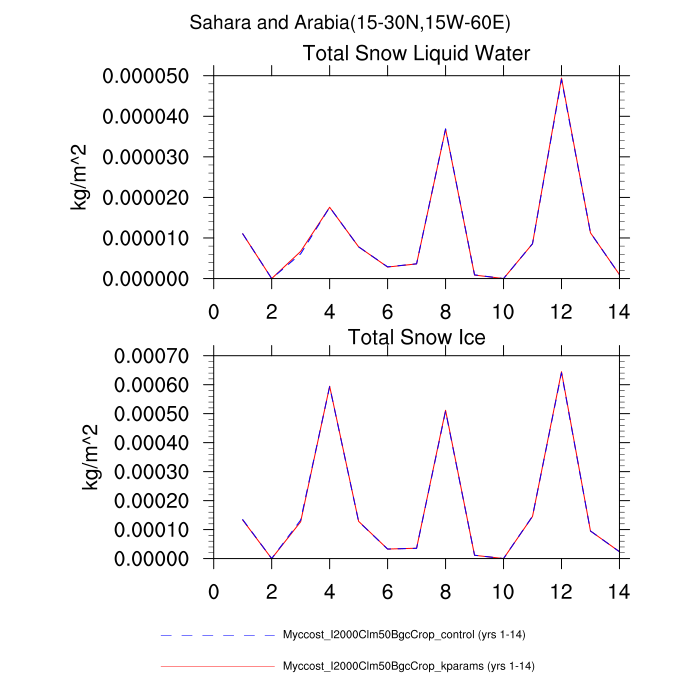 Sahara and Arabia(15-30N,15W-60E)
Total Snow Liquid Water
kg/m^2
0.000050
0.000040
0.000030
0.000020
0.000010
0.000000
0 2 4 6 8 10 12 14
Total Snow Ice
kg/m^2
0.00070
0.00060
0.00050
0.00040
0.00030
0.00020
0.00010
0.00000
0 2 4 6 8 10 12 14
Myccost_I2000Clm50BgcCrop_control (yrs 1-14)
Myccost_I2000Clm50BgcCrop_kparams (yrs 1-14)